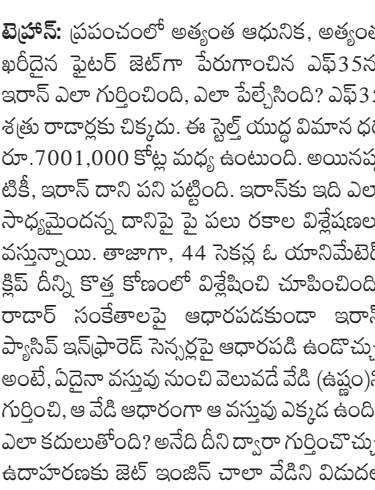 టెహ్రాన్: ప్రపంచంలో అత్యంత ఆధునిక, అత్యంత
ఖరీదైన ఫైటర్ జెట్‌గా పేరుగాంచిన ఎఫ్35న
ఇరాన్ ఎలా గుర్తించింది, ఎలా పేల్చేసింది? ఎఫ్35
శత్రు రాడార్లకు చిక్కదు. ఈ స్టెల్త్ యుద్ధ విమాన ధర
రూ.7001,000 కోట్ల మధ్య ఉంటుంది. అయినప్ప
టికీ, ఇరాన్ దాని పని పట్టింది. ఇరాన్‌కు ఇది ఎలా
సాధ్యమైందన్న దానిపై పై పలు రకాల విశ్లేషణల
వస్తున్నాయి. తాజాగా, 44 సెకన్ల ఓ యానిమేటెడ్
క్లిప్ దీన్ని కొత్త కోణంలో విశ్లేషించి చూపించింది
రాడార్ సంకేతాలపై ఆధారపడకుండా ఇరాన్
ప్యాసివ్ ఇన్‌ఫ్రారెడ్ సెన్సర్లపై ఆధారపడి ఉండొచ్చు
అంటే, ఏదైనా వస్తువు నుంచి వెలువడే వేడి (ఉష్ణం)ని
గుర్తించి, ఆ వేడి ఆధారంగా ఆ వస్తువు ఎక్కడ ఉంది
ఎలా కదులుతోంది? అనేది దీని ద్వారా గుర్తించొచ్చు
ఉదాహరణకు జెట్ ఇంజిన్ చాలా వేడిని విడుదల